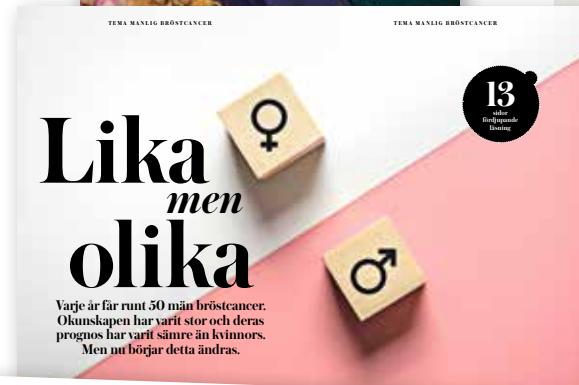 TEMA MANLIG BRÖSTCANCER
TEMA MANLIG BRÖSTCANCER
13
sidor
fördjupande
läsning
Lika
men
olika
Varje år får runt 50 män bröstcancer.
Okunskapen har varit stor och deras
prognos har varit sämre än kvinnors.
Men nu börjar detta ändras.